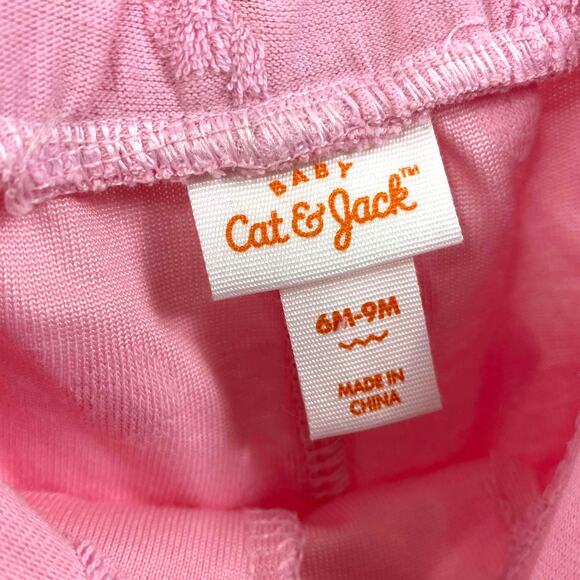 BABY
Cat & Jack™
6M-9M
MADE IN
CHINA